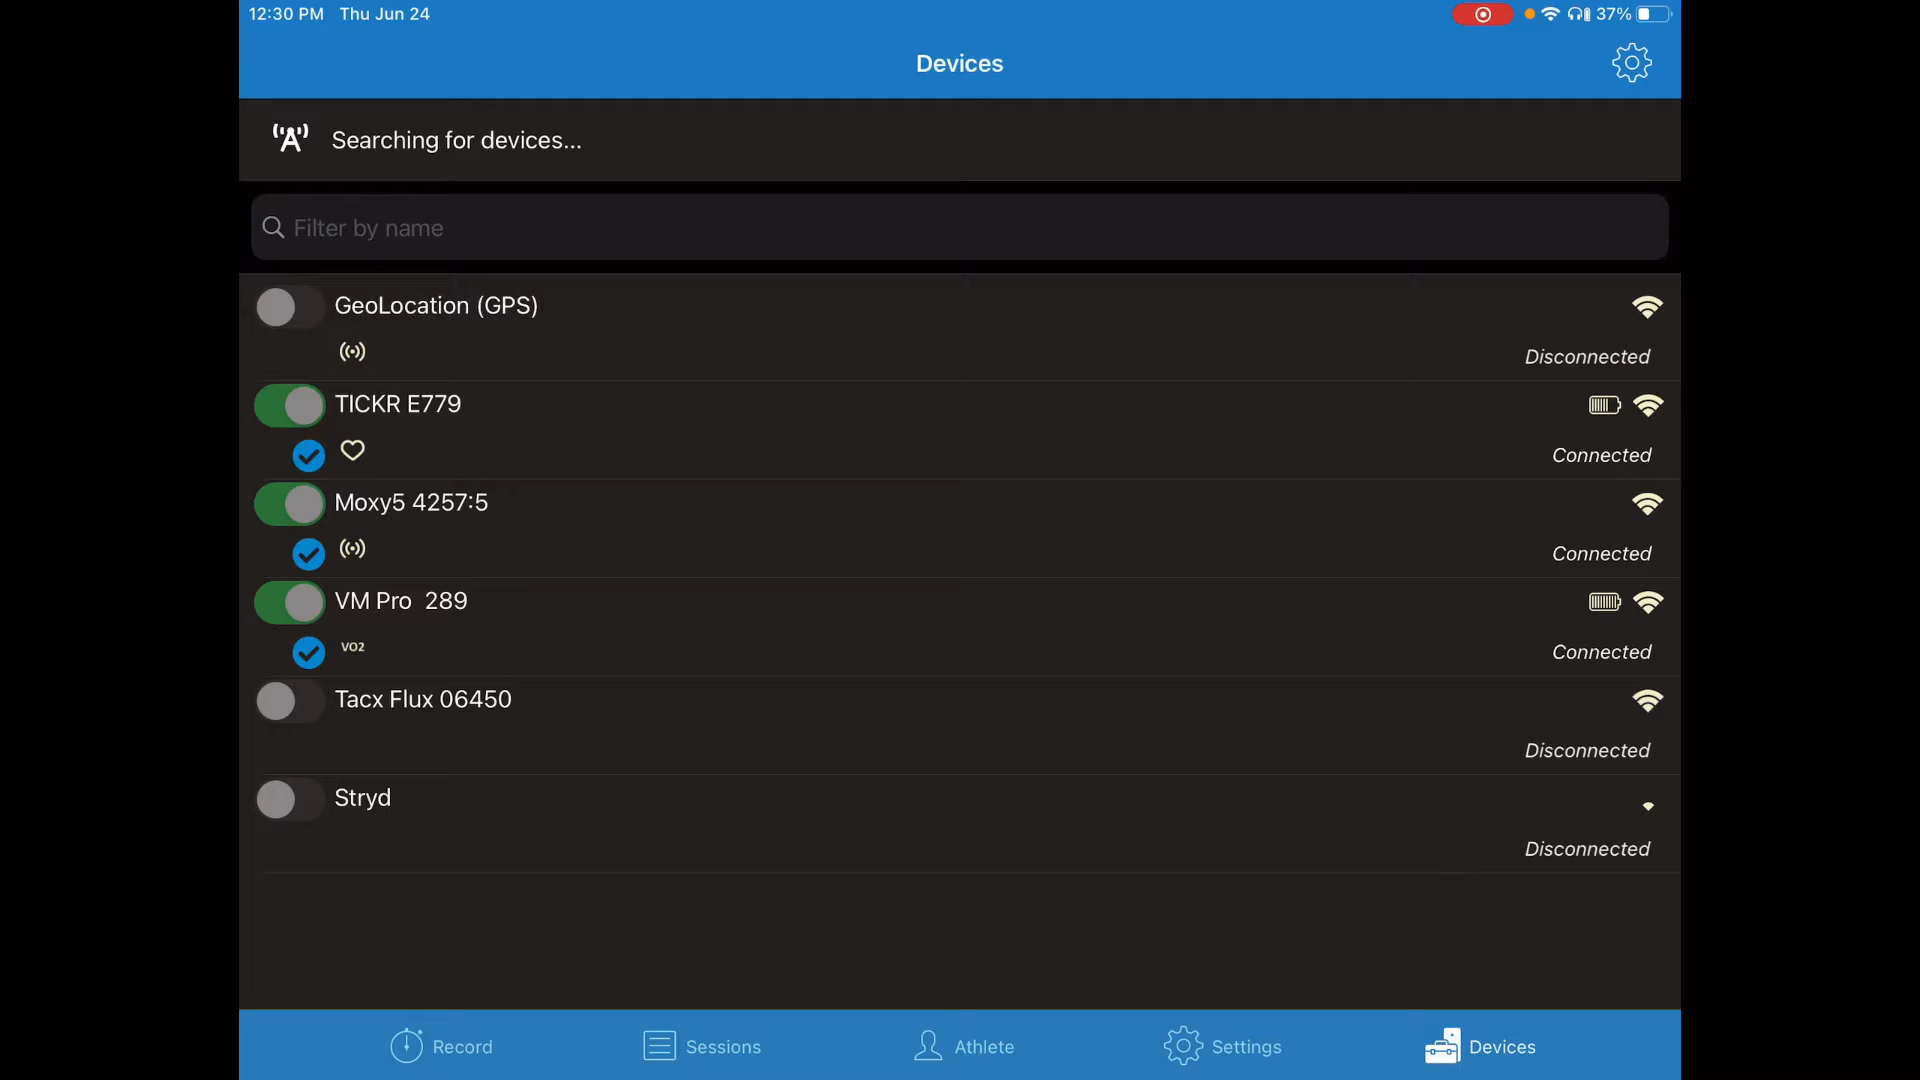 12:30 PM Thu Jun 24
37%
Devices
Searching for devices...
Filter by name
GeoLocation (GPS)
Disconnected
TICKR E779
Connected
Moxy5 4257:5
Connected
VM Pro 289
VO2
Connected
Tacx Flux 06450
Disconnected
Stryd
Disconnected
Record
Sessions
Athlete
Settings
Devices